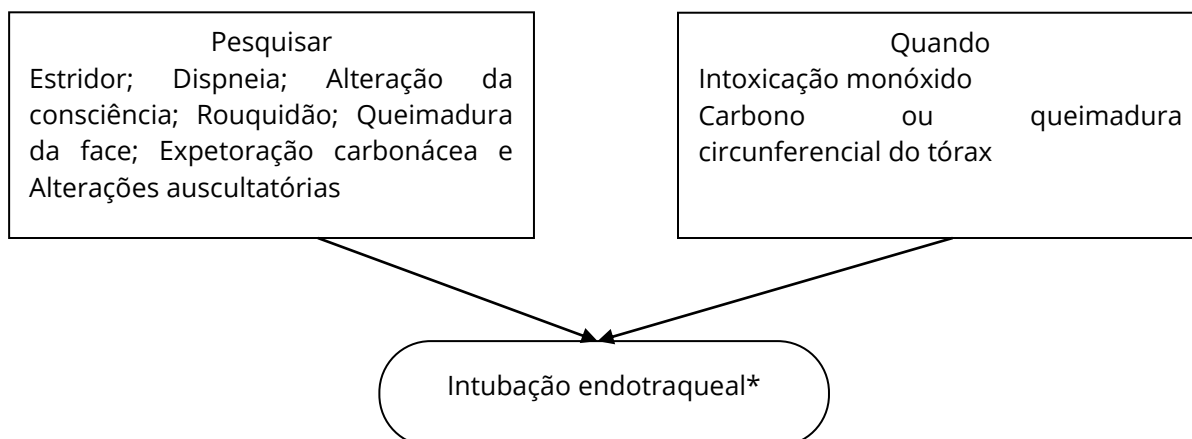 Pesquisar
Estridor; Dispneia; Alteração da
consciência; Rouquidão; Queimadura
da face; Expetoração carbonácea e
Alterações auscultatórias
Quando
Intoxicação monóxido
Carbono ou queimadura
circunferencial do tórax
Intubação endotraqueal*